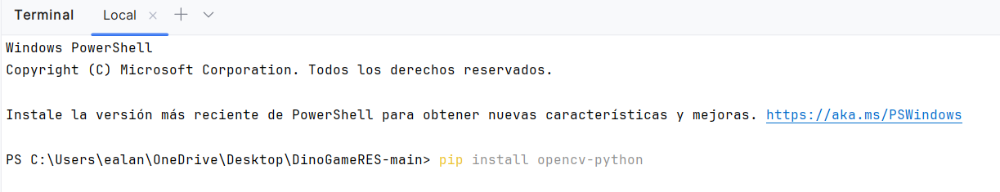 Terminal Local × +
Windows PowerShell
Copyright (C) Microsoft Corporation. Todos los derechos reservados.
Instale la versión más reciente de PowerShell para obtener nuevas características y mejoras. https://aka.ms/PSWindows
PS C:\Users\ealan\OneDrive\Desktop\DinoGameRES-main> pip install opencv-python